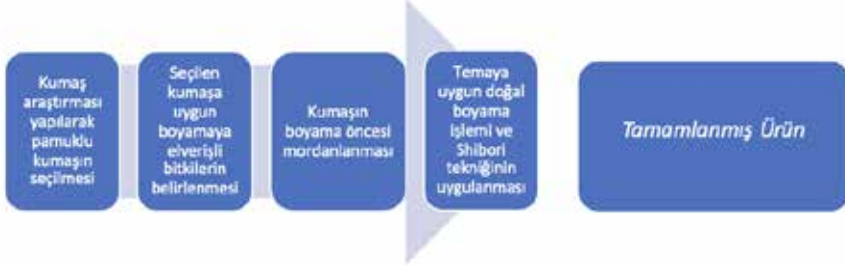 Kumaş
araştırması
yapılarak
pamuklu
kumaşın
seçilmesi
Seçilen
kumaşa
uygun
boyamaya
elverişli
bitkilerin
belirlenmesi
Kumaşın
boyama öncesi
mordanlanması
Temaya
uygun doğal
boyama
işlemi ve
Shibori
tekniğinin
uygulanması
Tamamlanmış Ürün